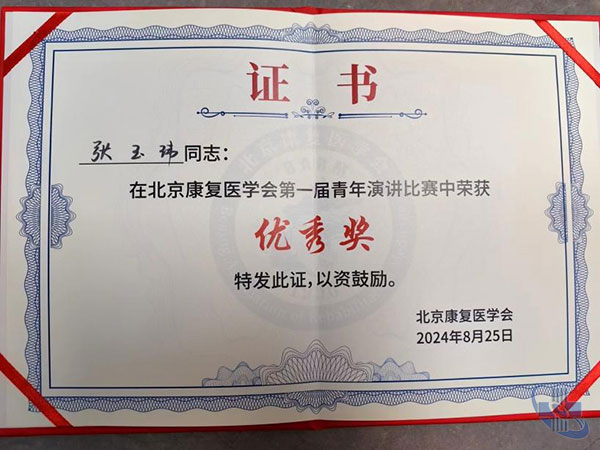 证书
张玉玮同志：
在北京康复医学会第一届青年演讲比赛中荣获
优秀奖
特发此证，以资鼓励。
北京康复医学会
2024年8月25日